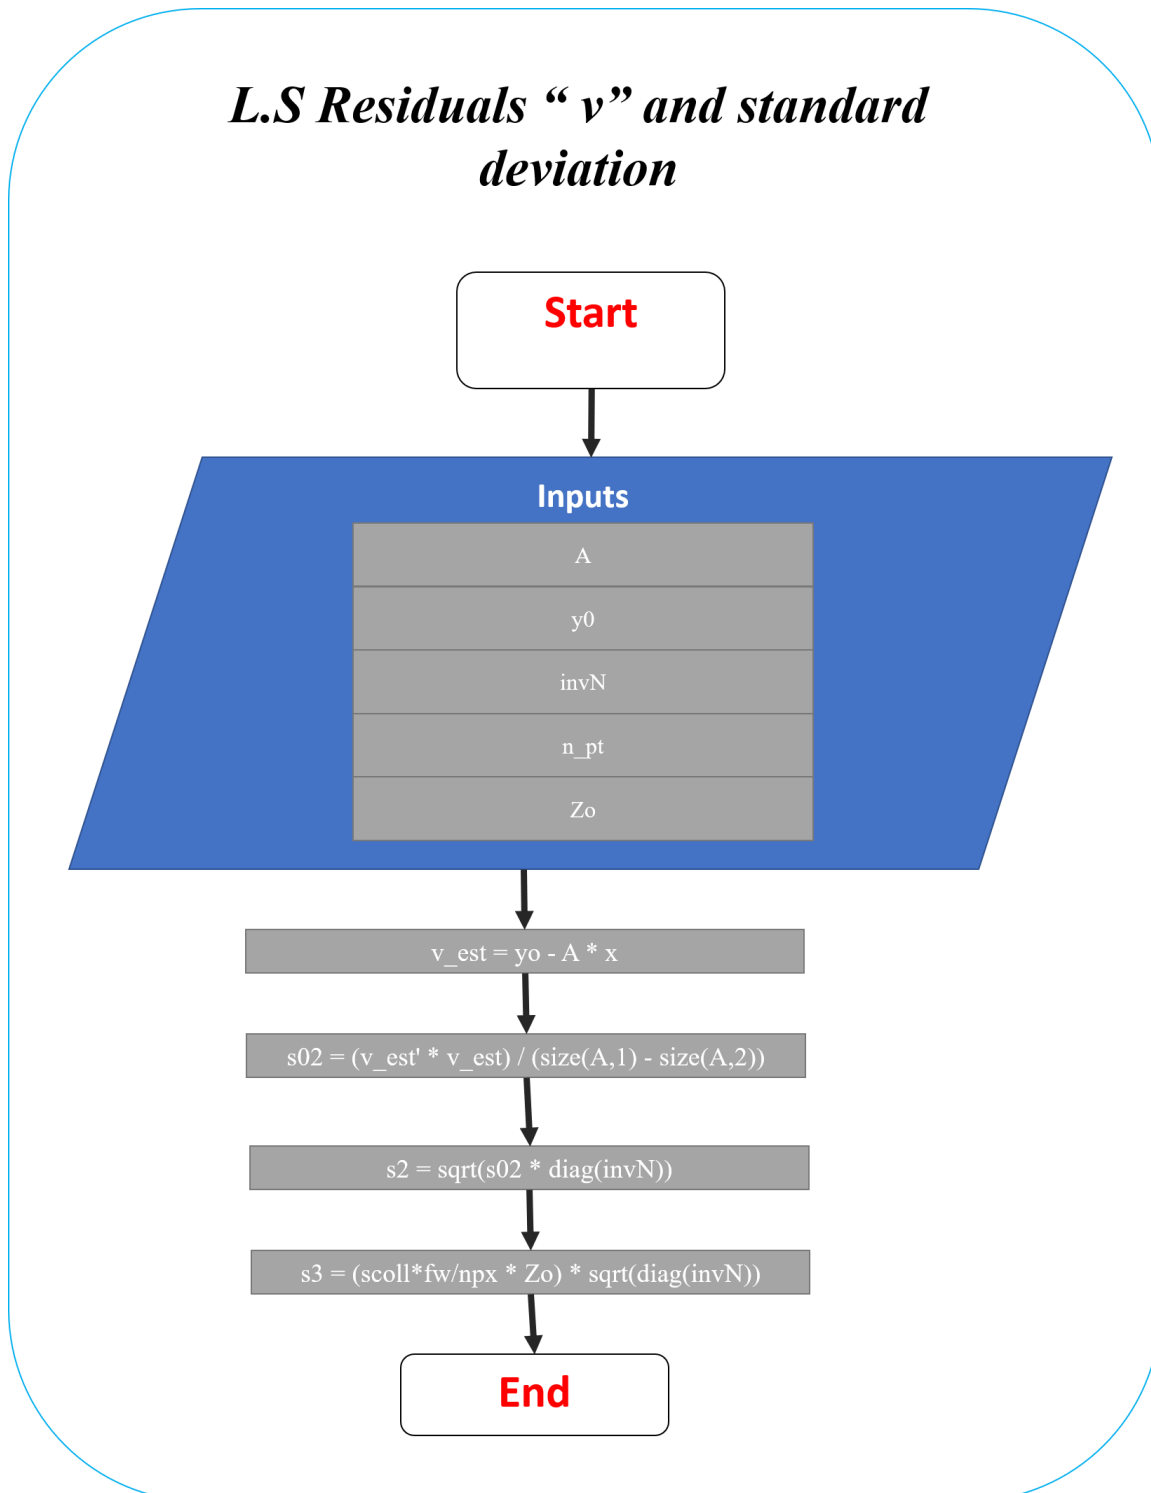 L.S Residuals “ v” and standard
deviation
Start
Inputs
A
y0
invN
n_pt
Zo
v_est = yo - A * x
s02 = (v_est' * v_est) / (size(A,1) - size(A,2))
s2 = sqrt(s02 * diag(invN))
s3 = (scoll*fw/npx * Zo) * sqrt(diag(invN))
End